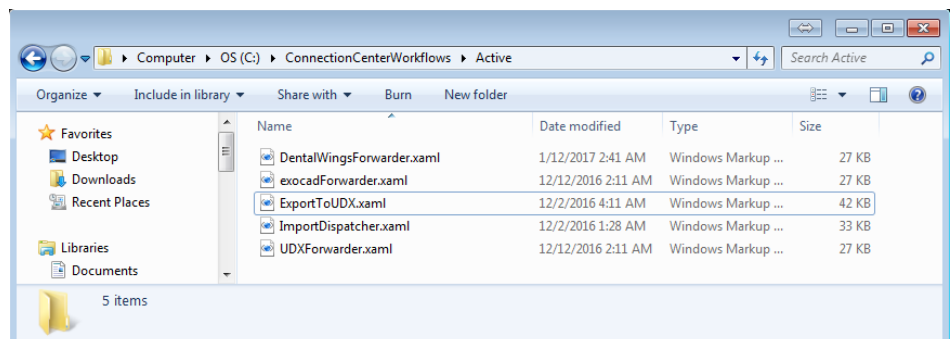 Computer OS (C:) ConnectionCenterWorkflows Active Search Active
Organize Include in library Share with Burn New folder
Favorites
Desktop
Downloads
Recent Places
Libraries
Documents
Name Date modified Type Size
DentalWingsForwarder.xaml 1/12/2017 2:41 AM Windows Markup ... 27 KB
exocadForwarder.xaml 12/12/2016 2:11 AM Windows Markup ... 27 KB
ExportToUDX.xaml 12/2/2016 4:11 AM Windows Markup ... 42 KB
ImportDispatcher.xaml 12/2/2016 1:28 AM Windows Markup ... 33 KB
UDXForwarder.xaml 12/12/2016 2:11 AM Windows Markup ... 27 KB
5 items